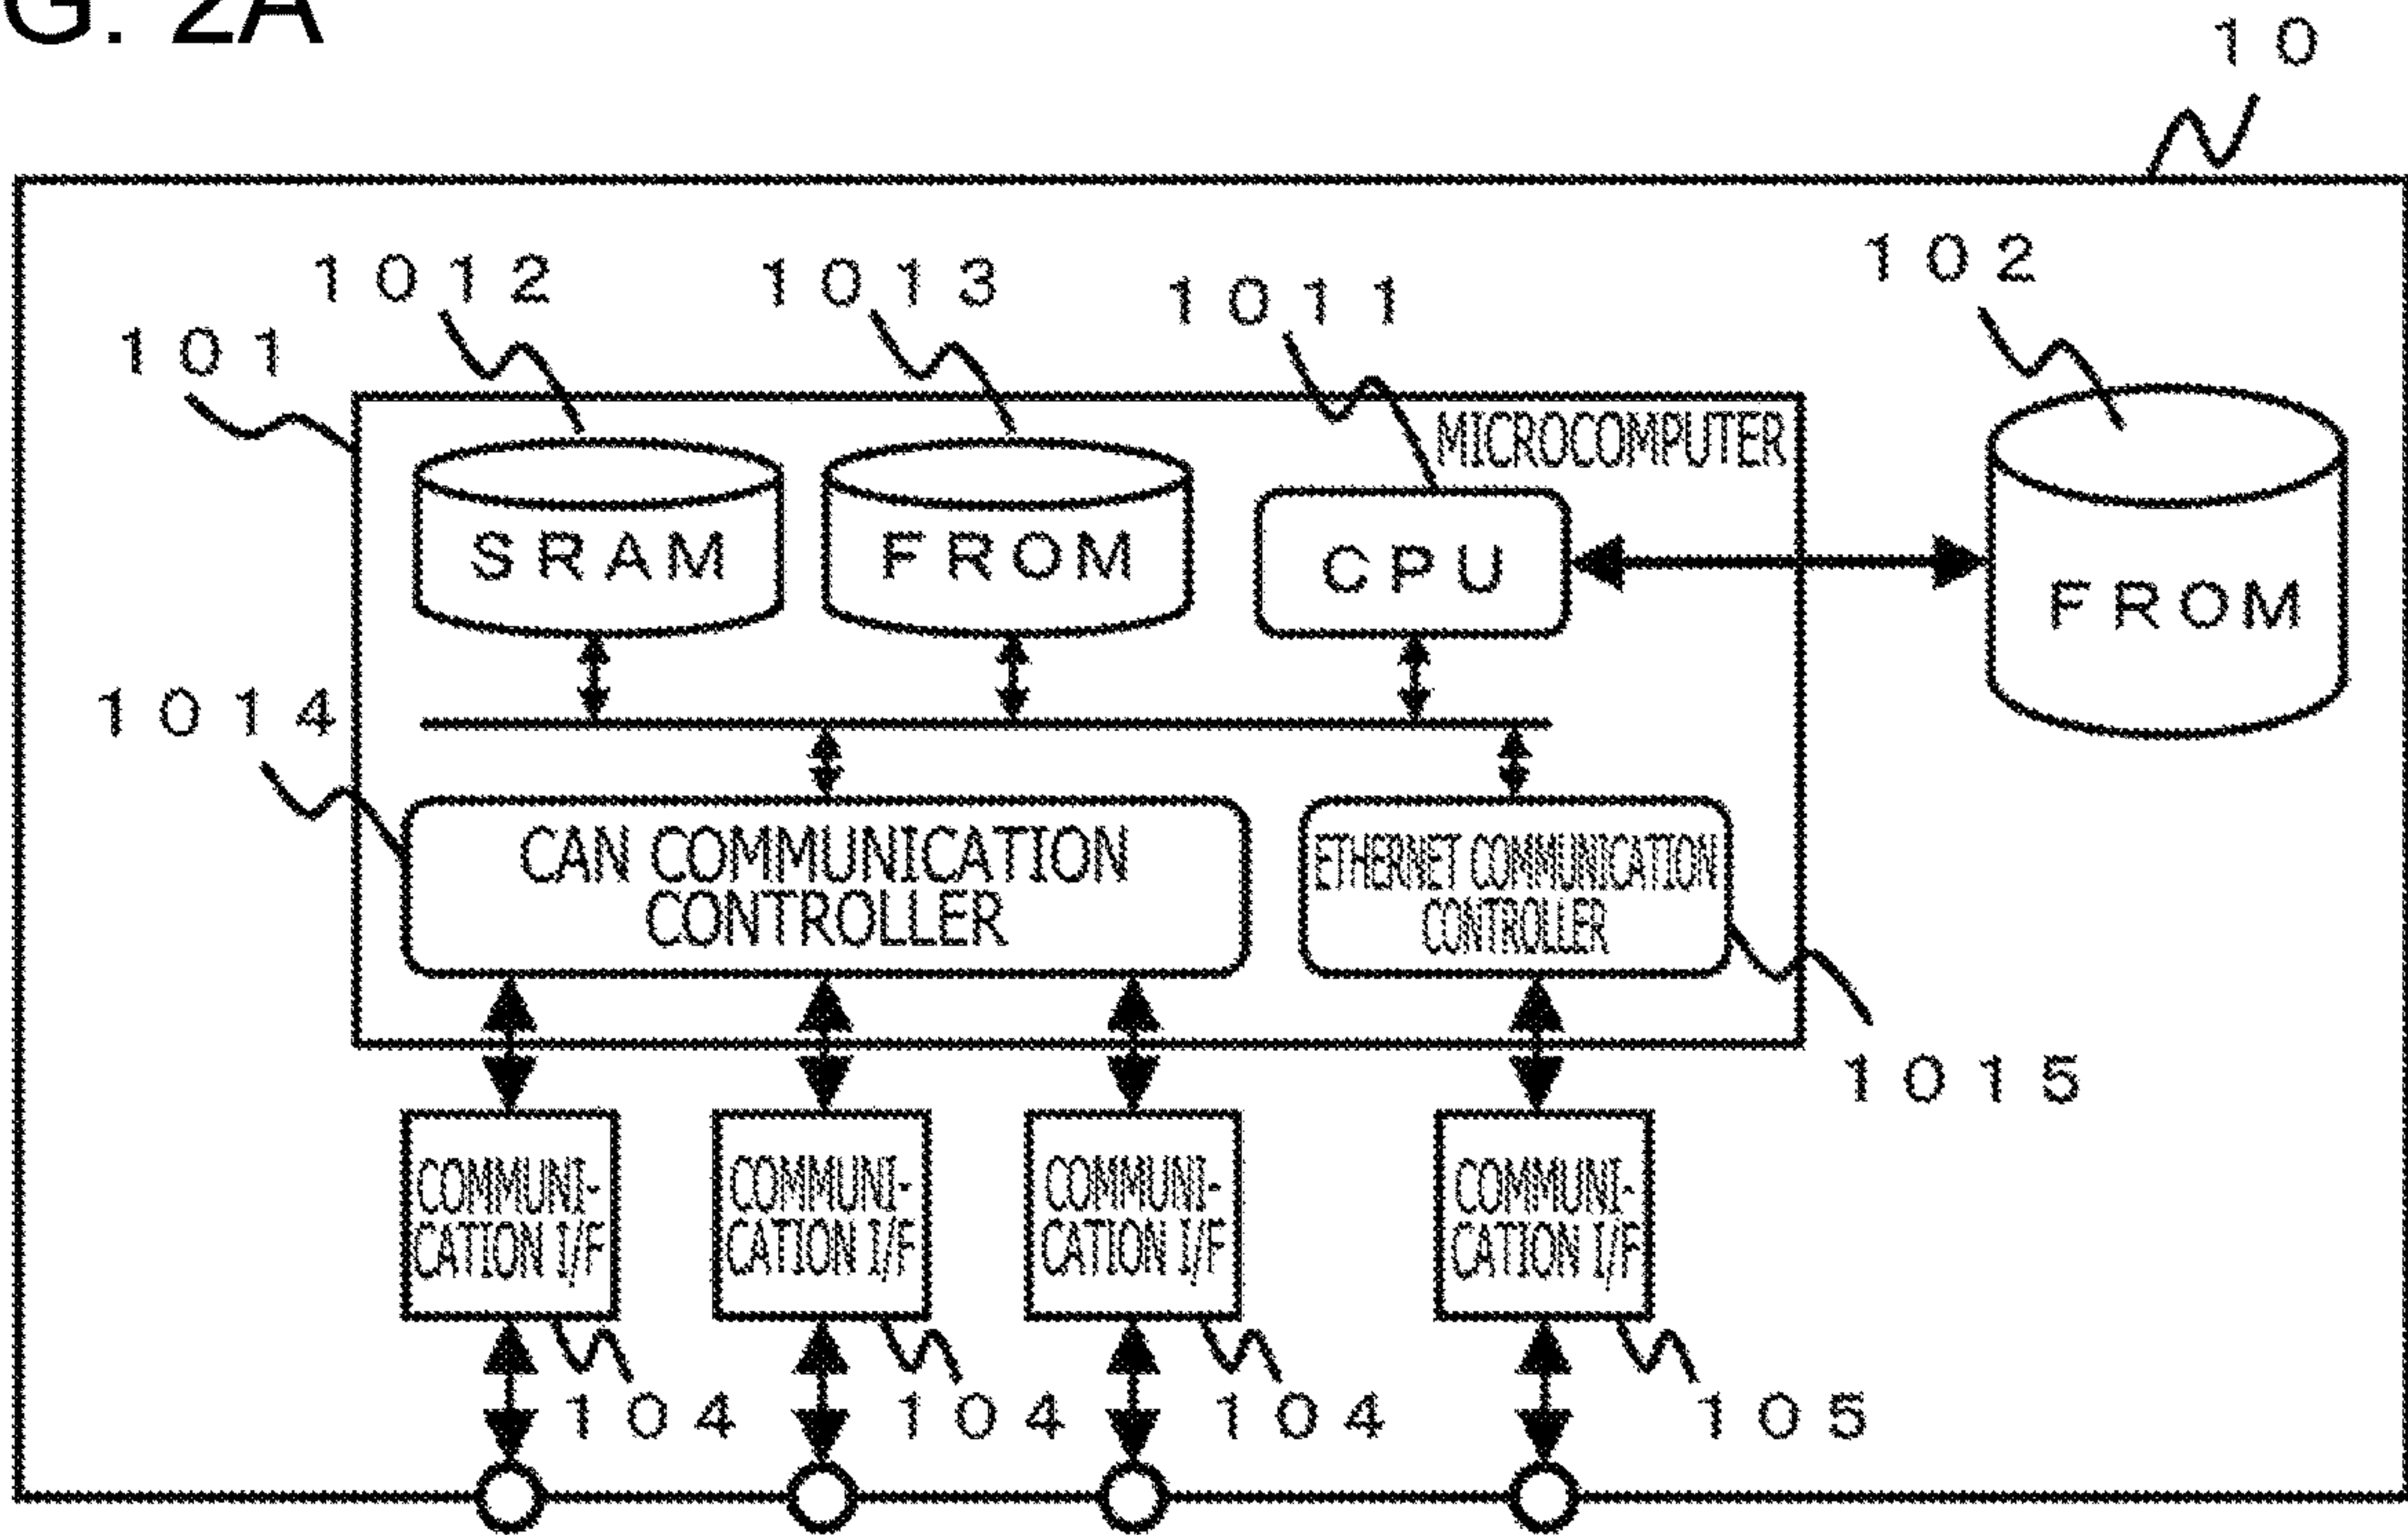 G. 2A
10
1012
1013
1011
102
101
MICROCOMPUTER
SRAM
FROM
CPU
FROM
1014
CAN COMMUNICATION
CONTROLLER
ETHERNET COMMUNICATION
CONTROLLER
1015
COMMUNI-
CATION I/F
COMMUNI-
CATION I/F
COMMUNI-
CATION I/F
COMMUNI-
CATION I/F
104
104
104
105